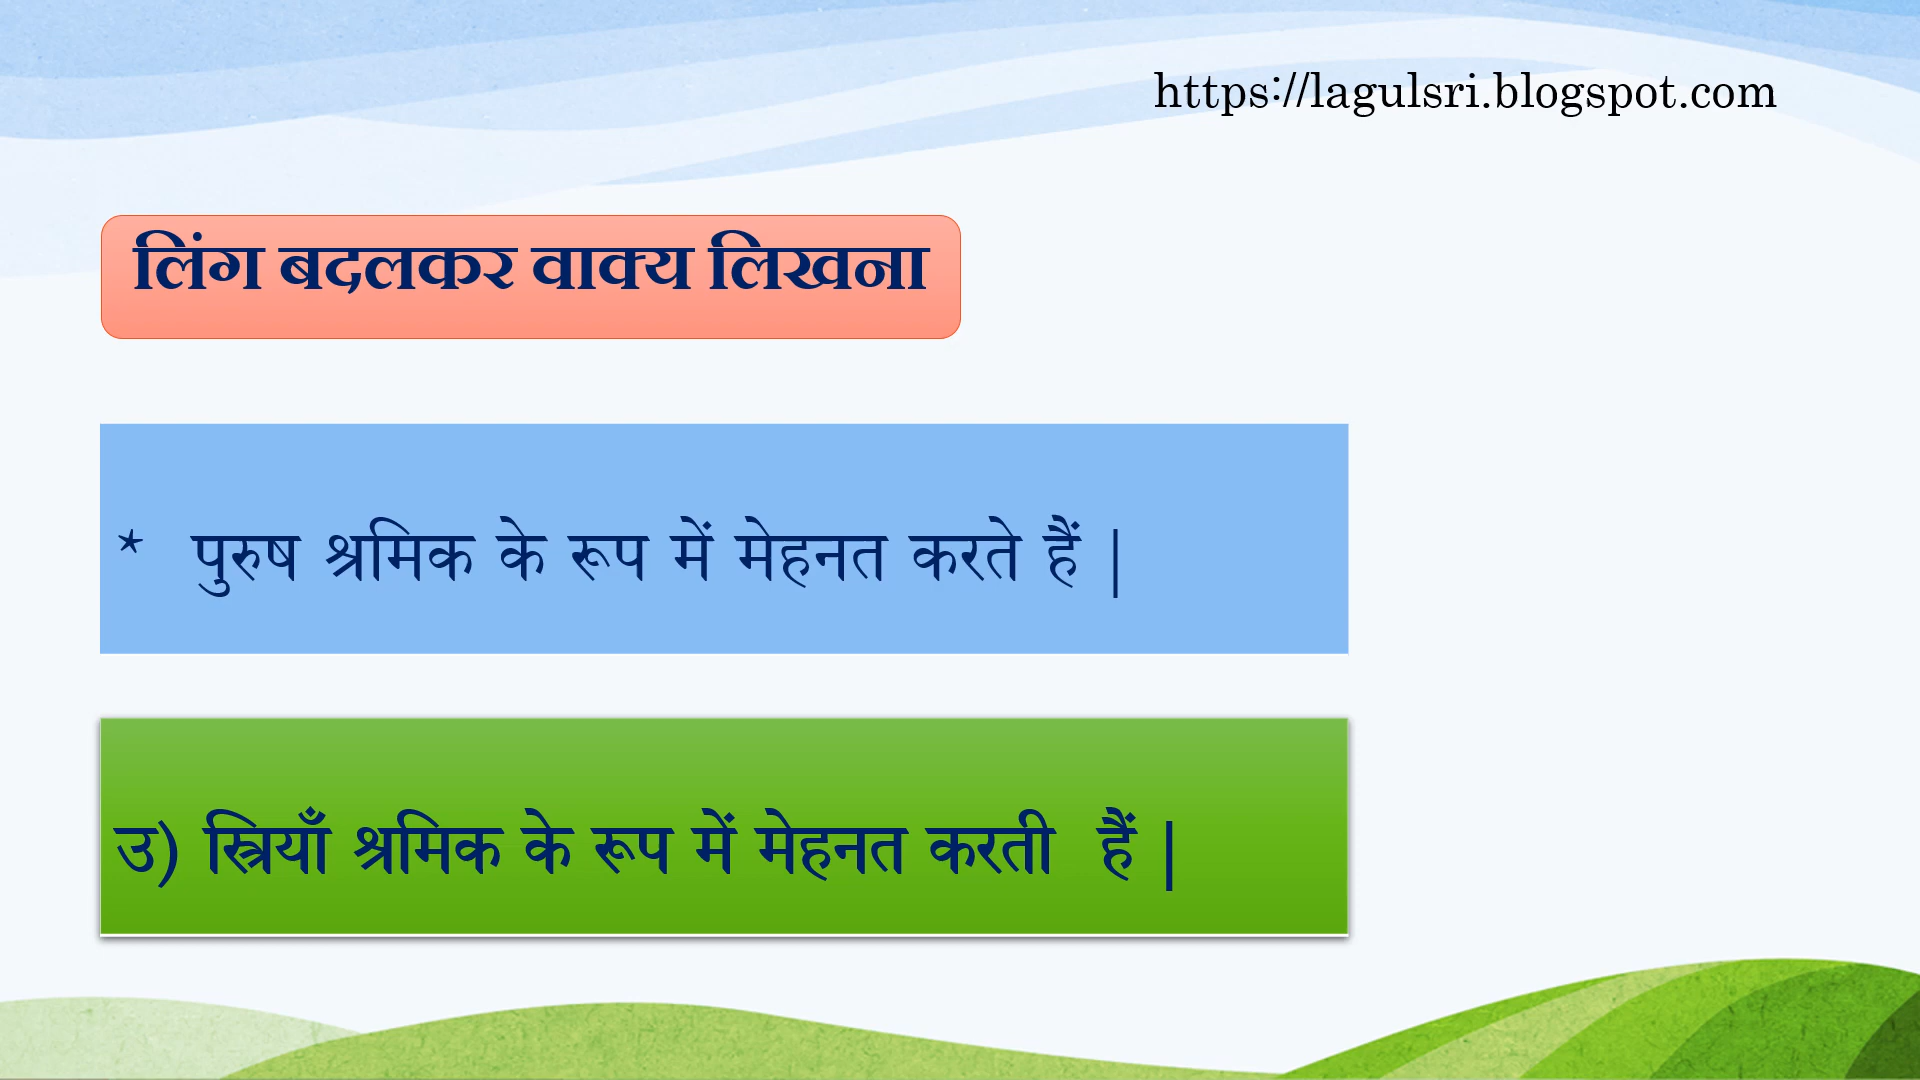 https://lagulsri.blogspot.com
लिंग बदलकर वाक्य लिखना
* पुरुष श्रमिक के रूप में मेहनत करते हैं |
उ) स्त्रियाँ श्रमिक के रूप में मेहनत करती हैं |